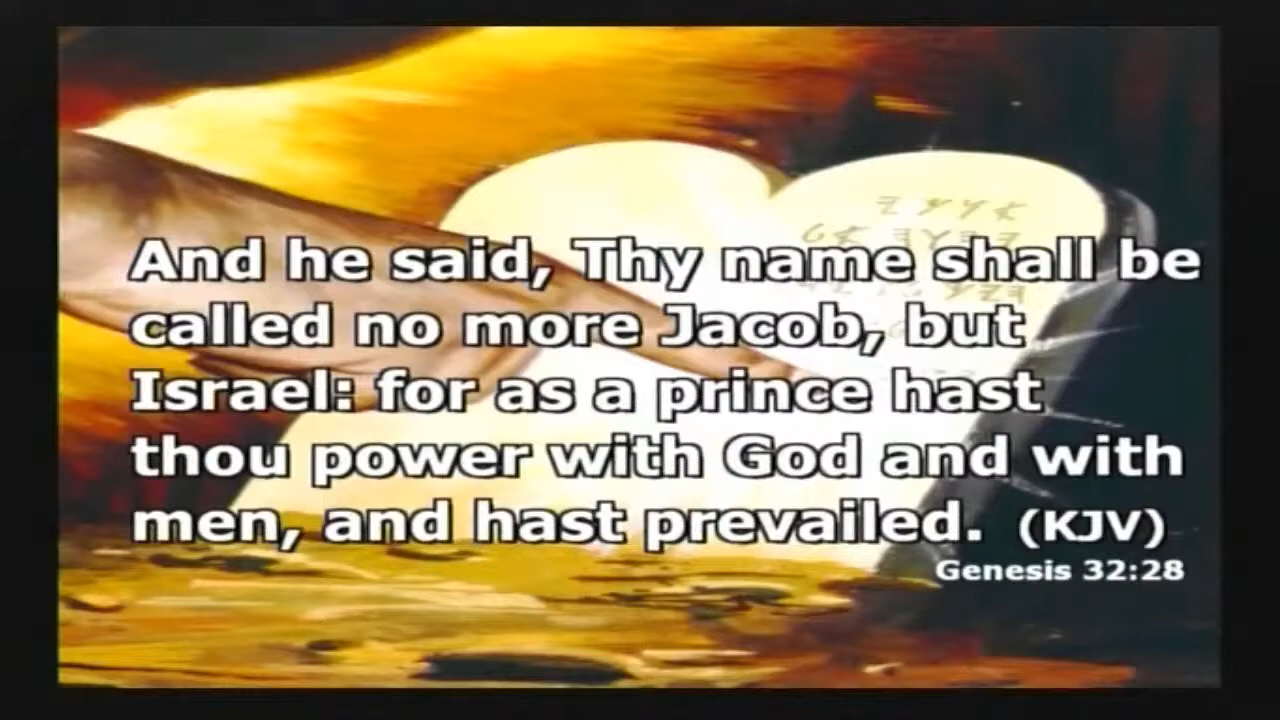 And he said, Thy name shall be
called no more Jacob, but
Israel: for as a prince hast
thou power with God and with
men, and hast prevailed. (KJV)
Genesis 32:28